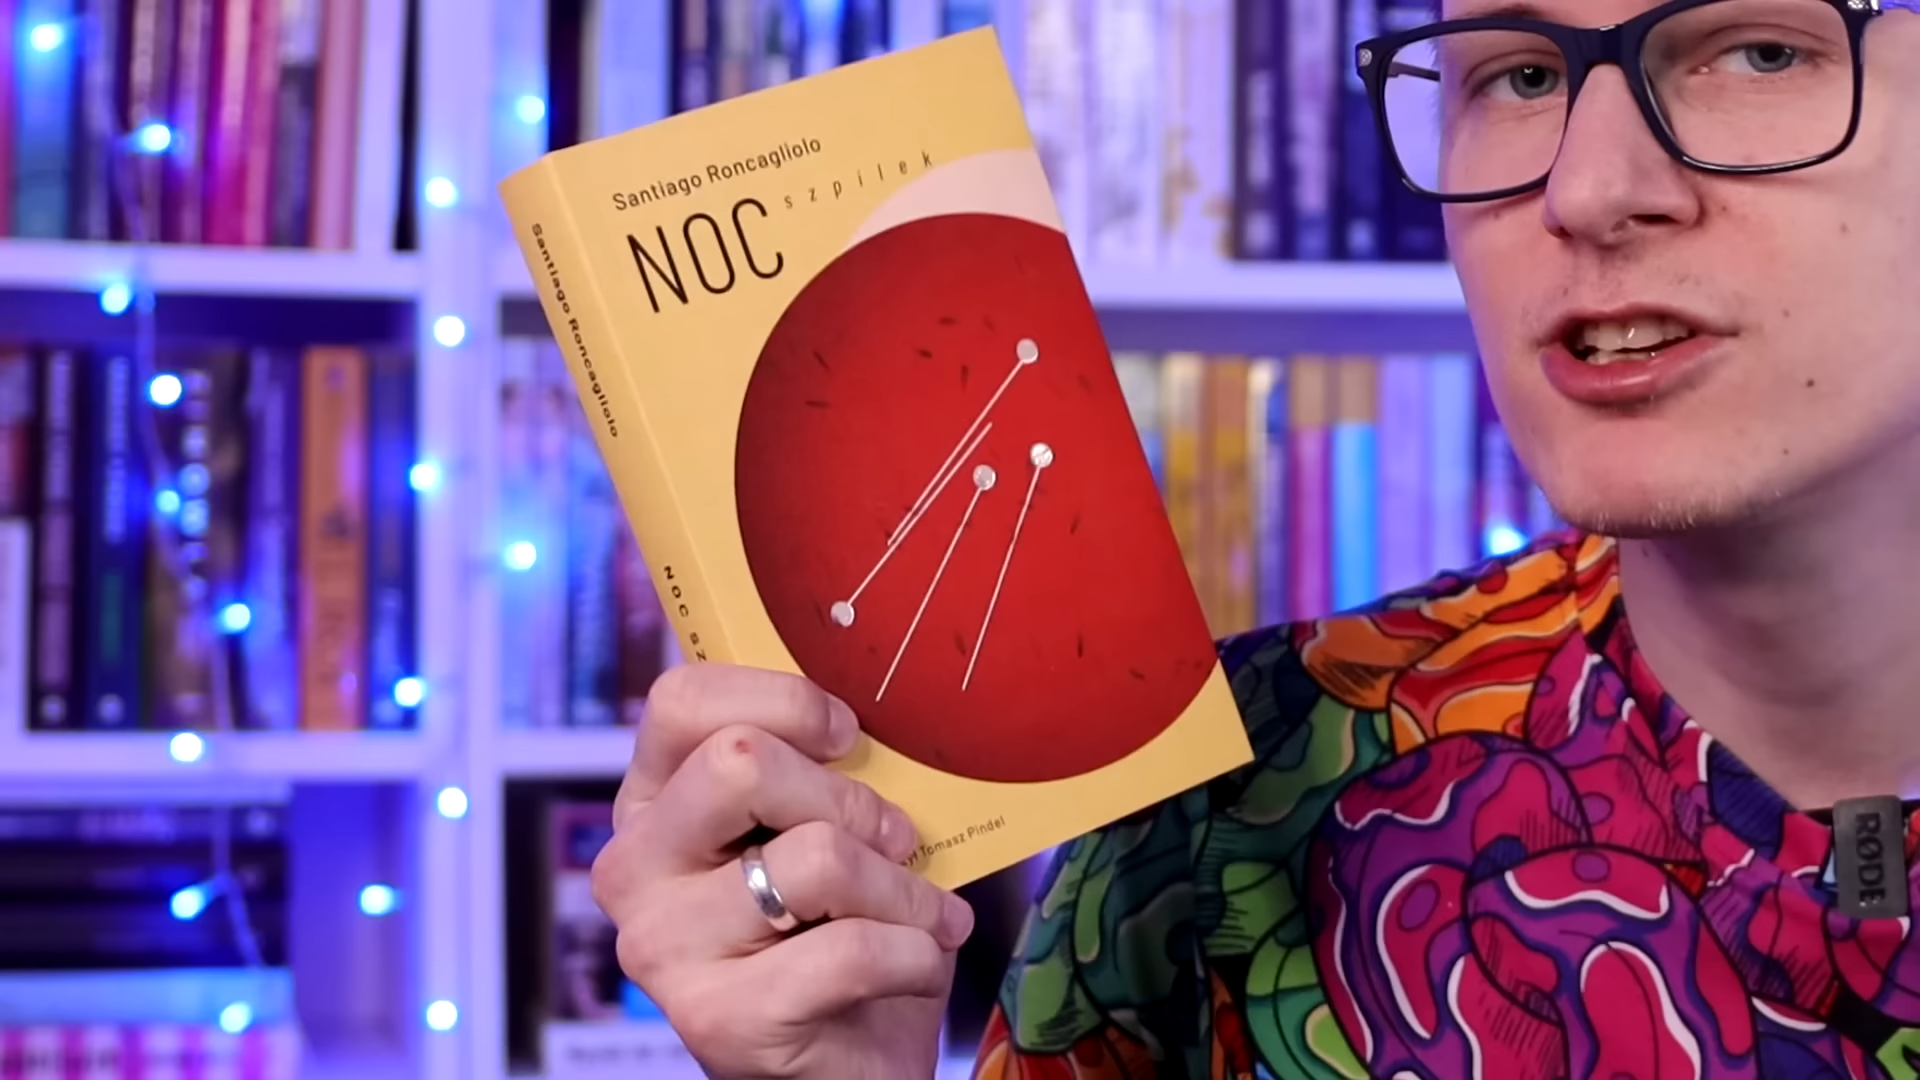 Santiago Roncagliolo
NOC szpilek
Tomasz Pindel
Santiago Roncagliolo
NOC SZ
RØDE